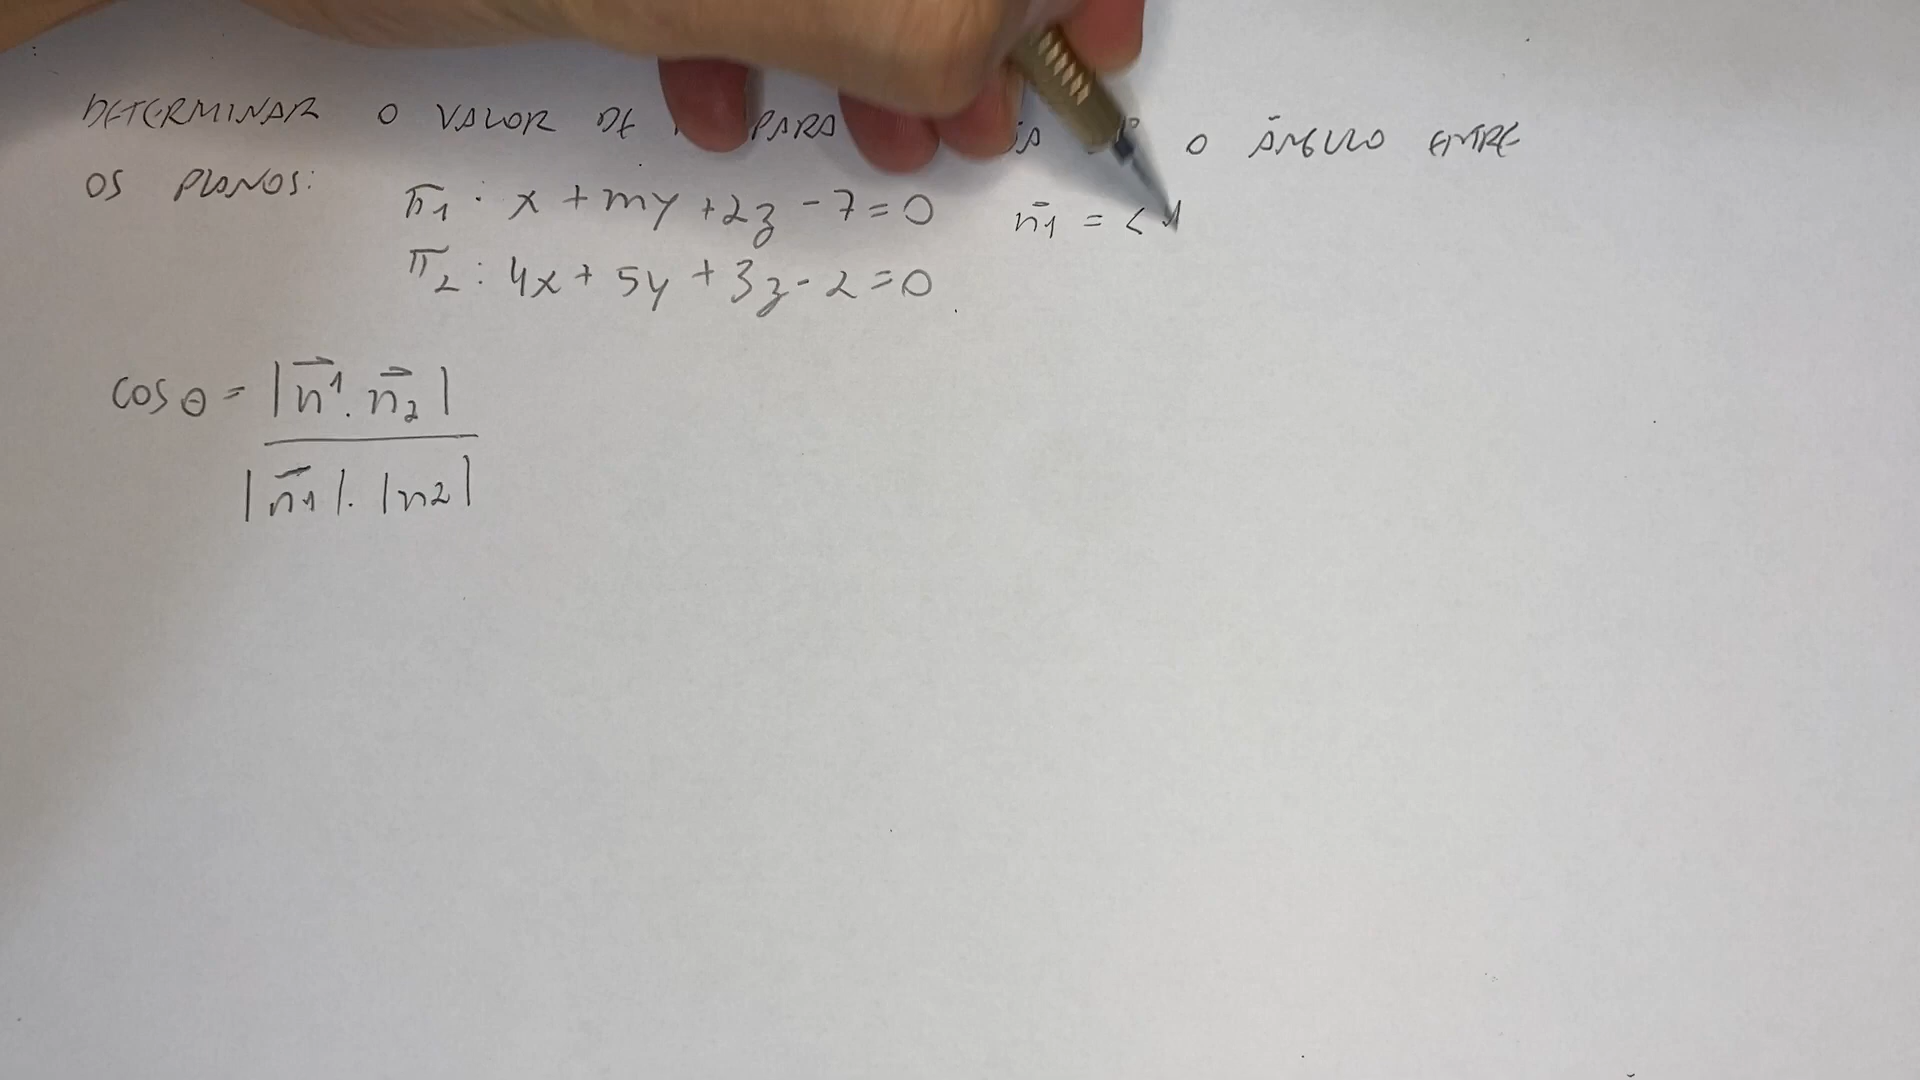 DETERMINAR O VALOR DE PARA O ÂNGULO ENTRE
OS PLANOS:
π1: x + my + 2z - 7 = 0
n1 = < 1
π2: 4x + 5y + 3z - 2 = 0
cos θ = |n1 . n2|
|n1| . |n2|